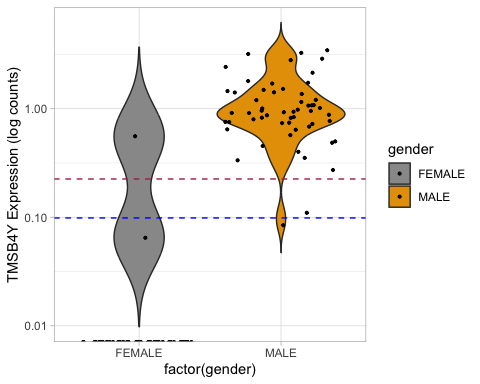 TMSB4Y Expression (log counts)
1.00
0.10
0.01
FEMALE
MALE
factor(gender)
gender
FEMALE
MALE